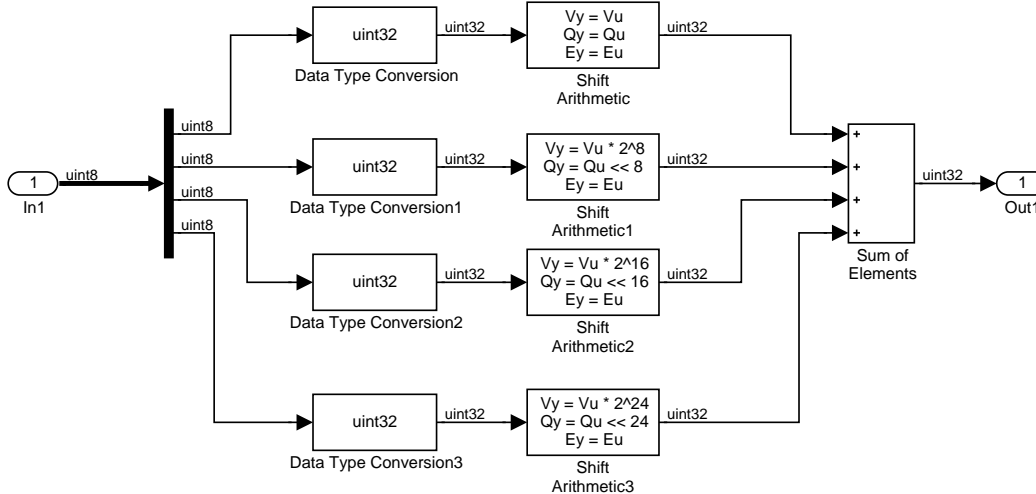 uint32
Data Type Conversion
uint32
Vy = Vu
Qy = Qu
Ey = Eu
Shift
Arithmetic
uint32
1
In1
uint8
uint8
uint8
uint8
uint8
uint32
Data Type Conversion1
uint32
Vy = Vu * 2^8
Qy = Qu << 8
Ey = Eu
Shift
Arithmetic1
uint32
uint32
Data Type Conversion2
uint32
Vy = Vu * 2^16
Qy = Qu << 16
Ey = Eu
Shift
Arithmetic2
uint32
uint32
Data Type Conversion3
uint32
Vy = Vu * 2^24
Qy = Qu << 24
Ey = Eu
Shift
Arithmetic3
uint32
+
+
+
+
Sum of
Elements
uint32
1
Out1